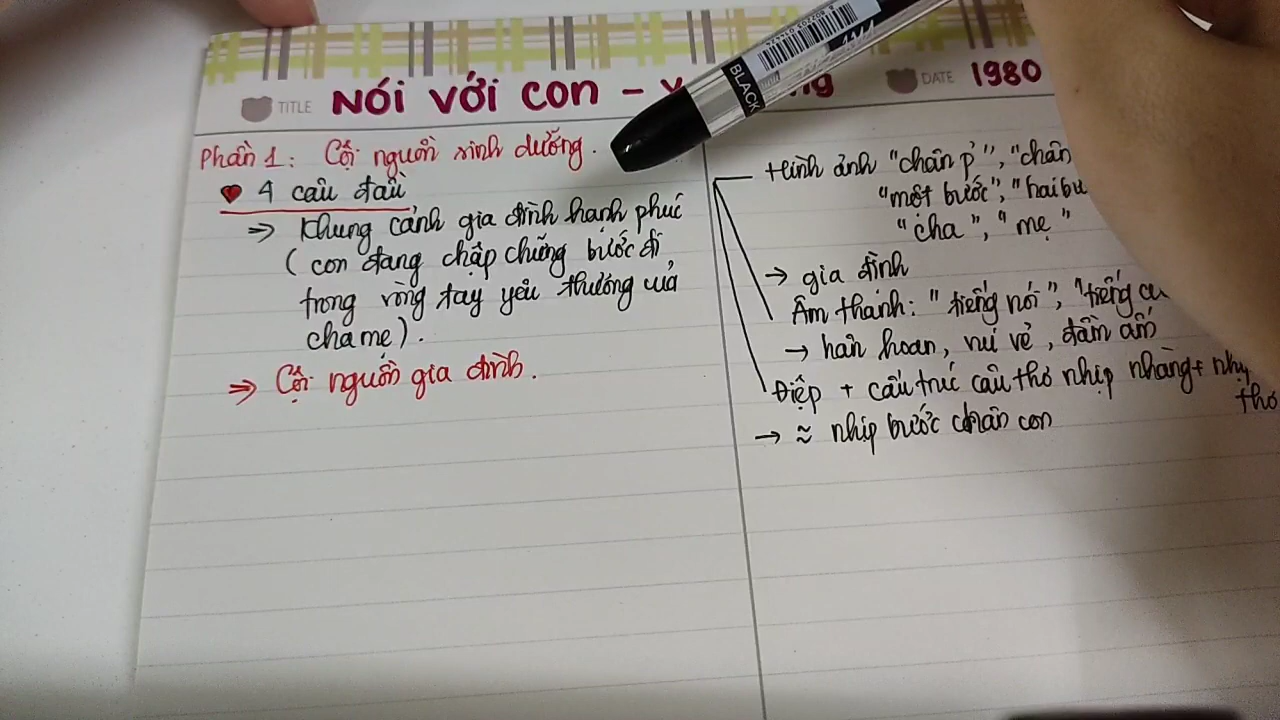 TITLE NÓI VỚI CON - Y
DATE 1980
Phần 1: Cội nguồn sinh dưỡng.
4 câu đầu
⇒ Khung cảnh gia đình hạnh phúc
( con đang chập chững bước đi
trong vòng tay yêu thương của
cha mẹ).
⇒ Cội nguồn gia đình.
Hình ảnh "chân p'", "chân
"một bước", "hai bư
"cha", "mẹ"
→ gia đình
Âm thanh: "tiếng nói", "tiếng cư
→ hân hoan, vui vẻ, đầm ấm
Điệp + cấu trúc câu thơ nhịp nhàng + nhị
thơ
→ ≈ nhịp bước chân con
BLACK